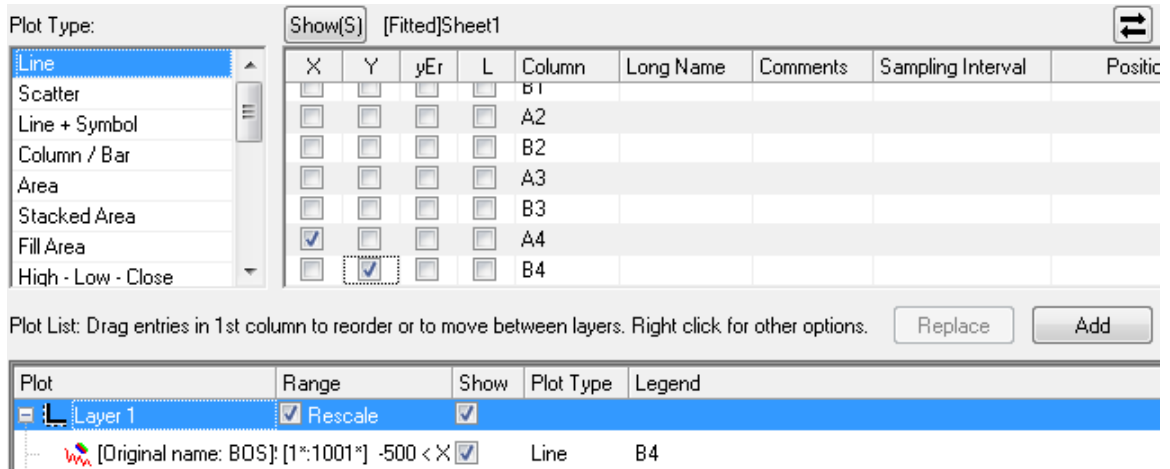 Plot Type: Show(S) [Fitted]Sheet1
Line
Scatter
Line + Symbol
Column / Bar
Area
Stacked Area
Fill Area
High - Low - Close
X Y yEr L Column Long Name Comments Sampling Interval Positic
B1
A2
B2
A3
B3
A4
B4
Plot List: Drag entries in 1st column to reorder or to move between layers. Right click for other options. Replace Add
Plot Range Show Plot Type Legend
Layer 1 Rescale
[Original name: BOS]! [1*:1001*] -500 < X Line B4